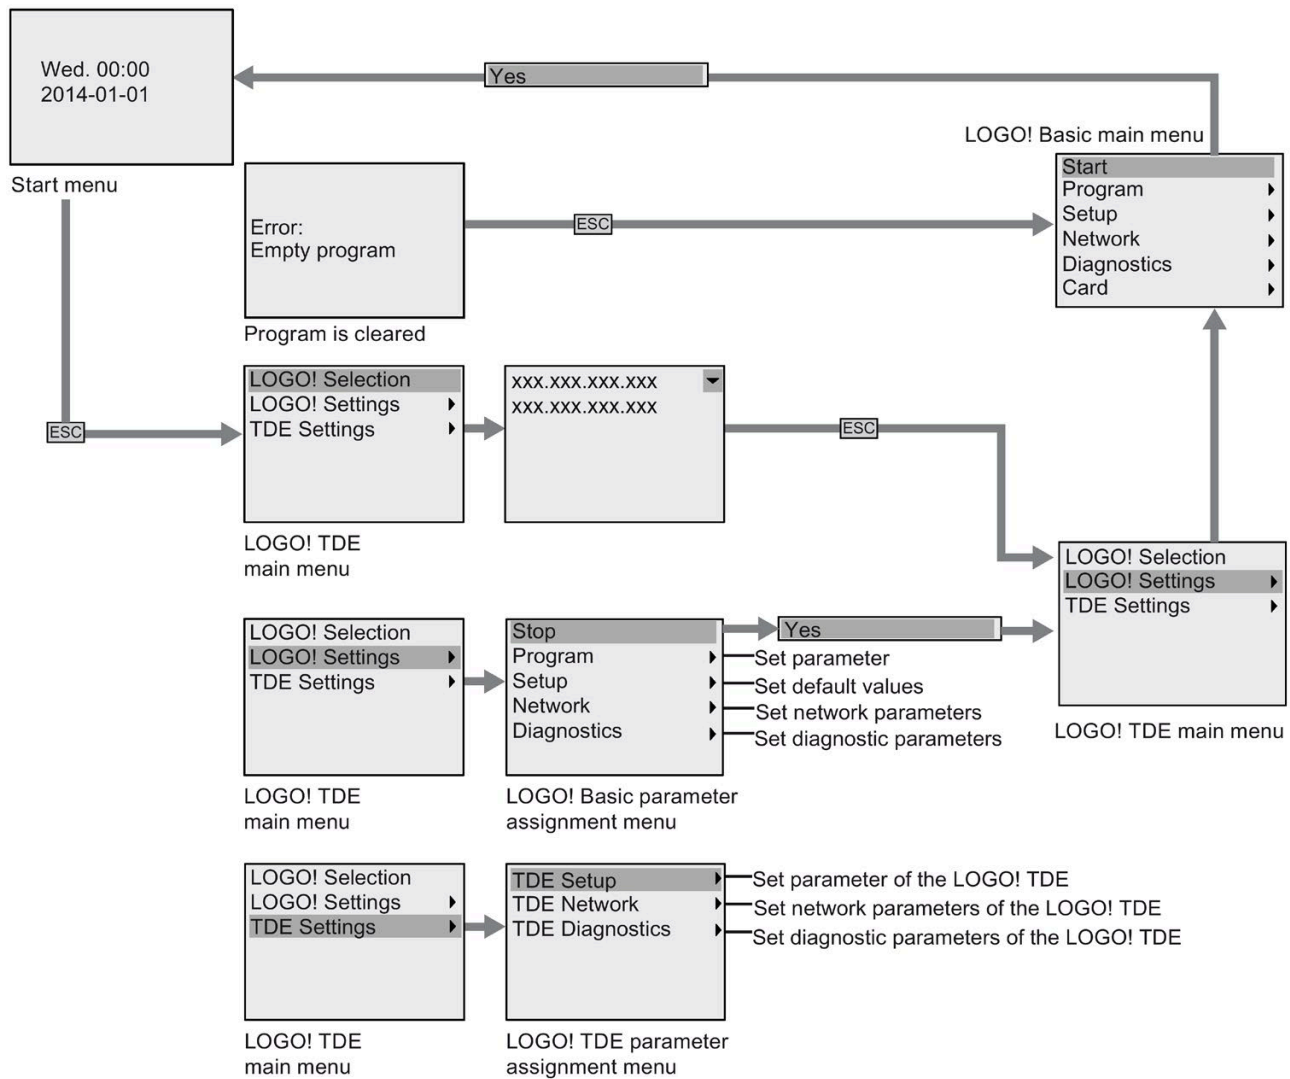 Wed. 00:00
2014-01-01
Start menu
Yes
LOGO! Basic main menu
Start
Program
Setup
Network
Diagnostics
Card
Error:
Empty program
ESC
Program is cleared
ESC
LOGO! Selection
LOGO! Settings
TDE Settings
LOGO! TDE
main menu
xxx.xxx.xxx.xxx
xxx.xxx.xxx.xxx
ESC
LOGO! Selection
LOGO! Settings
TDE Settings
LOGO! TDE main menu
LOGO! Selection
LOGO! Settings
TDE Settings
LOGO! TDE
main menu
Stop
Program
Setup
Network
Diagnostics
LOGO! Basic parameter
assignment menu
Yes
Set parameter
Set default values
Set network parameters
Set diagnostic parameters
LOGO! Selection
LOGO! Settings
TDE Settings
LOGO! TDE
main menu
TDE Setup
TDE Network
TDE Diagnostics
LOGO! TDE parameter
assignment menu
Set parameter of the LOGO! TDE
Set network parameters of the LOGO! TDE
Set diagnostic parameters of the LOGO! TDE